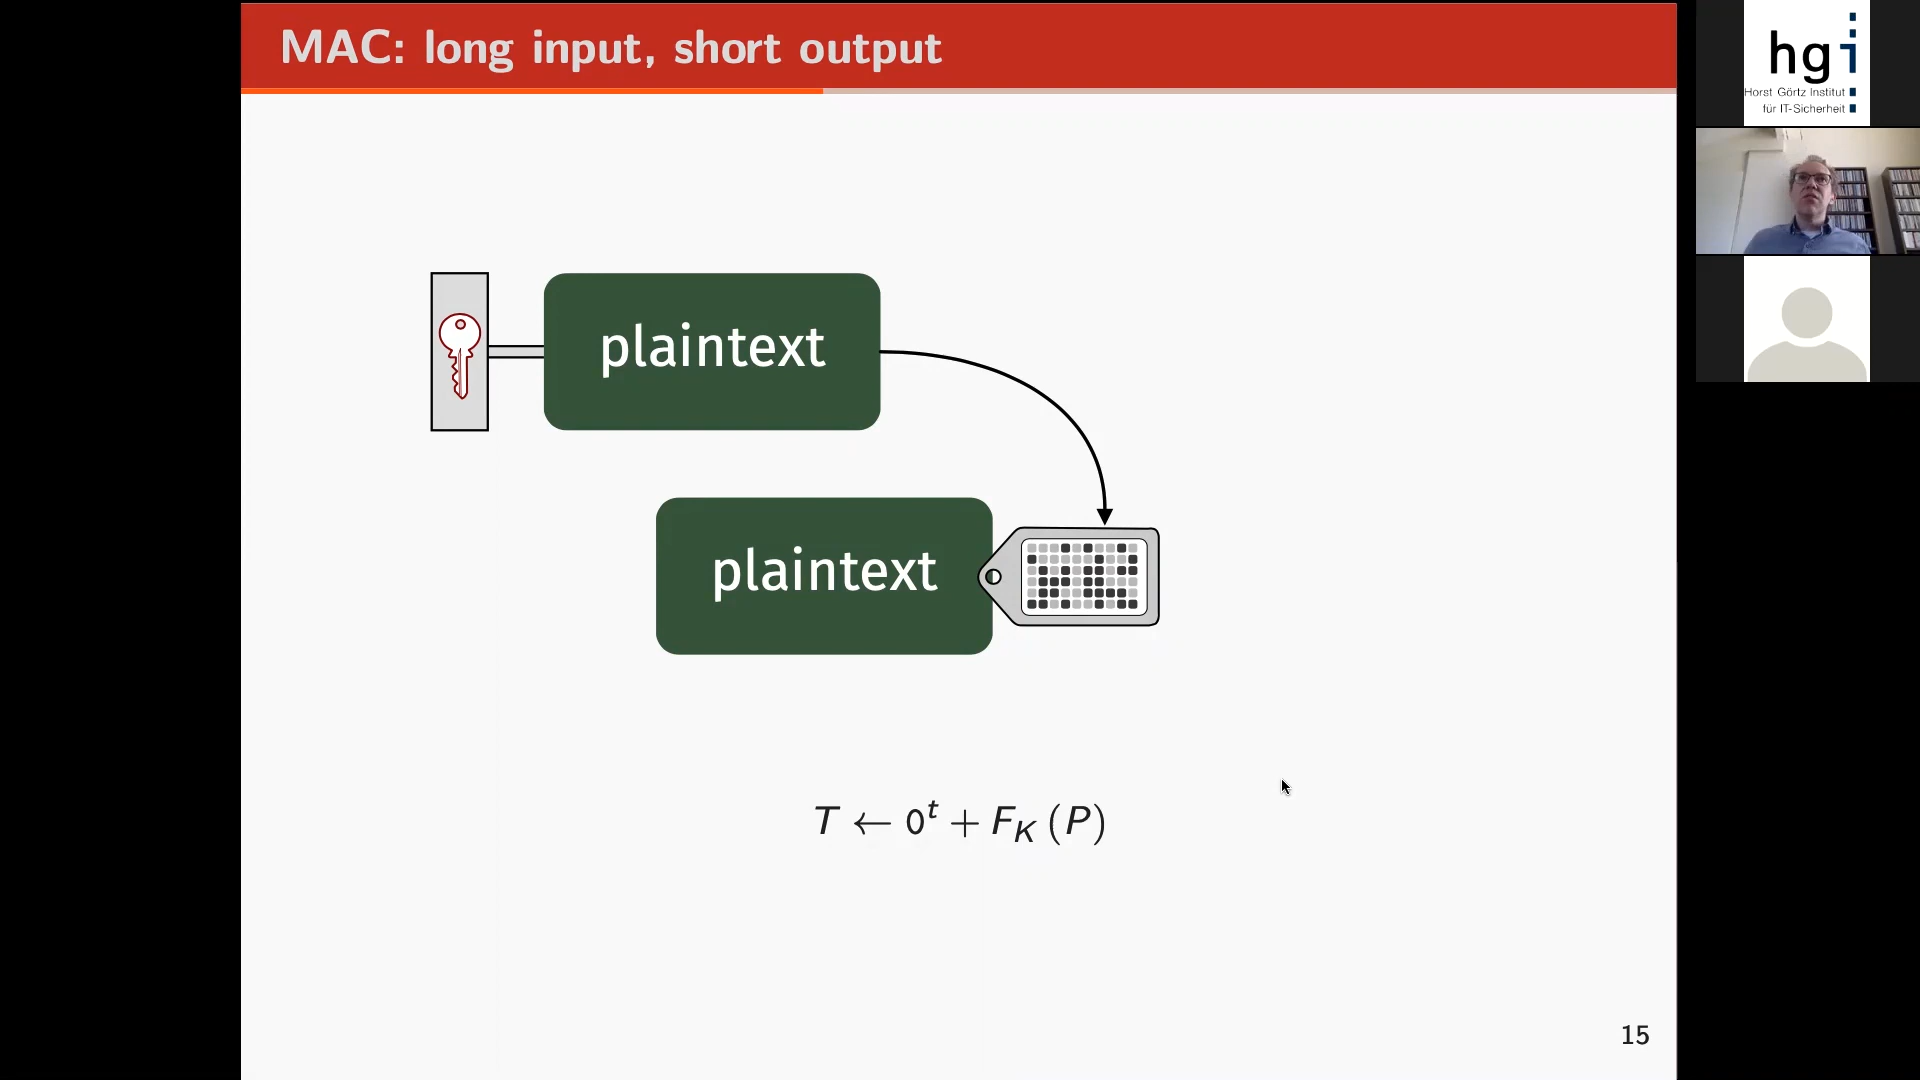 MAC: long input, short output
plaintext
plaintext
T ← 0^t + F_K (P)
15
hgi
Horst Görtz Institut
für IT-Sicherheit